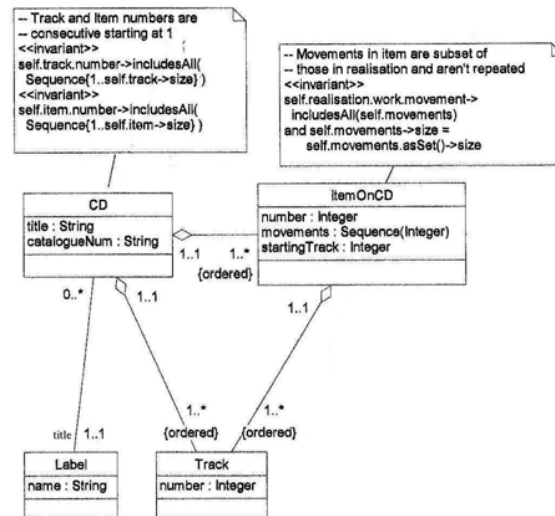 -- Track and Item numbers are
-- consecutive starting at 1
<<invariant>>
self.track.number->includesAll(
Sequence{1..self.track->size} )
<<invariant>>
self.item.number->includesAll(
Sequence{1..self.item->size} )
-- Movements in item are subset of
-- those in realisation and aren't repeated
<<invariant>>
self.realisation.work.movement->
includesAll(self.movements)
and self.movements->size =
self.movements.asSet()->size
CD
title : String
catalogueNum : String
itemOnCD
number : Integer
movements : Sequence(Integer)
startingTrack : Integer
1..1
1..*
{ordered}
0..*
1..1
1..1
1..*
{ordered}
1..*
{ordered}
title 1..1
Label
name : String
Track
number : Integer